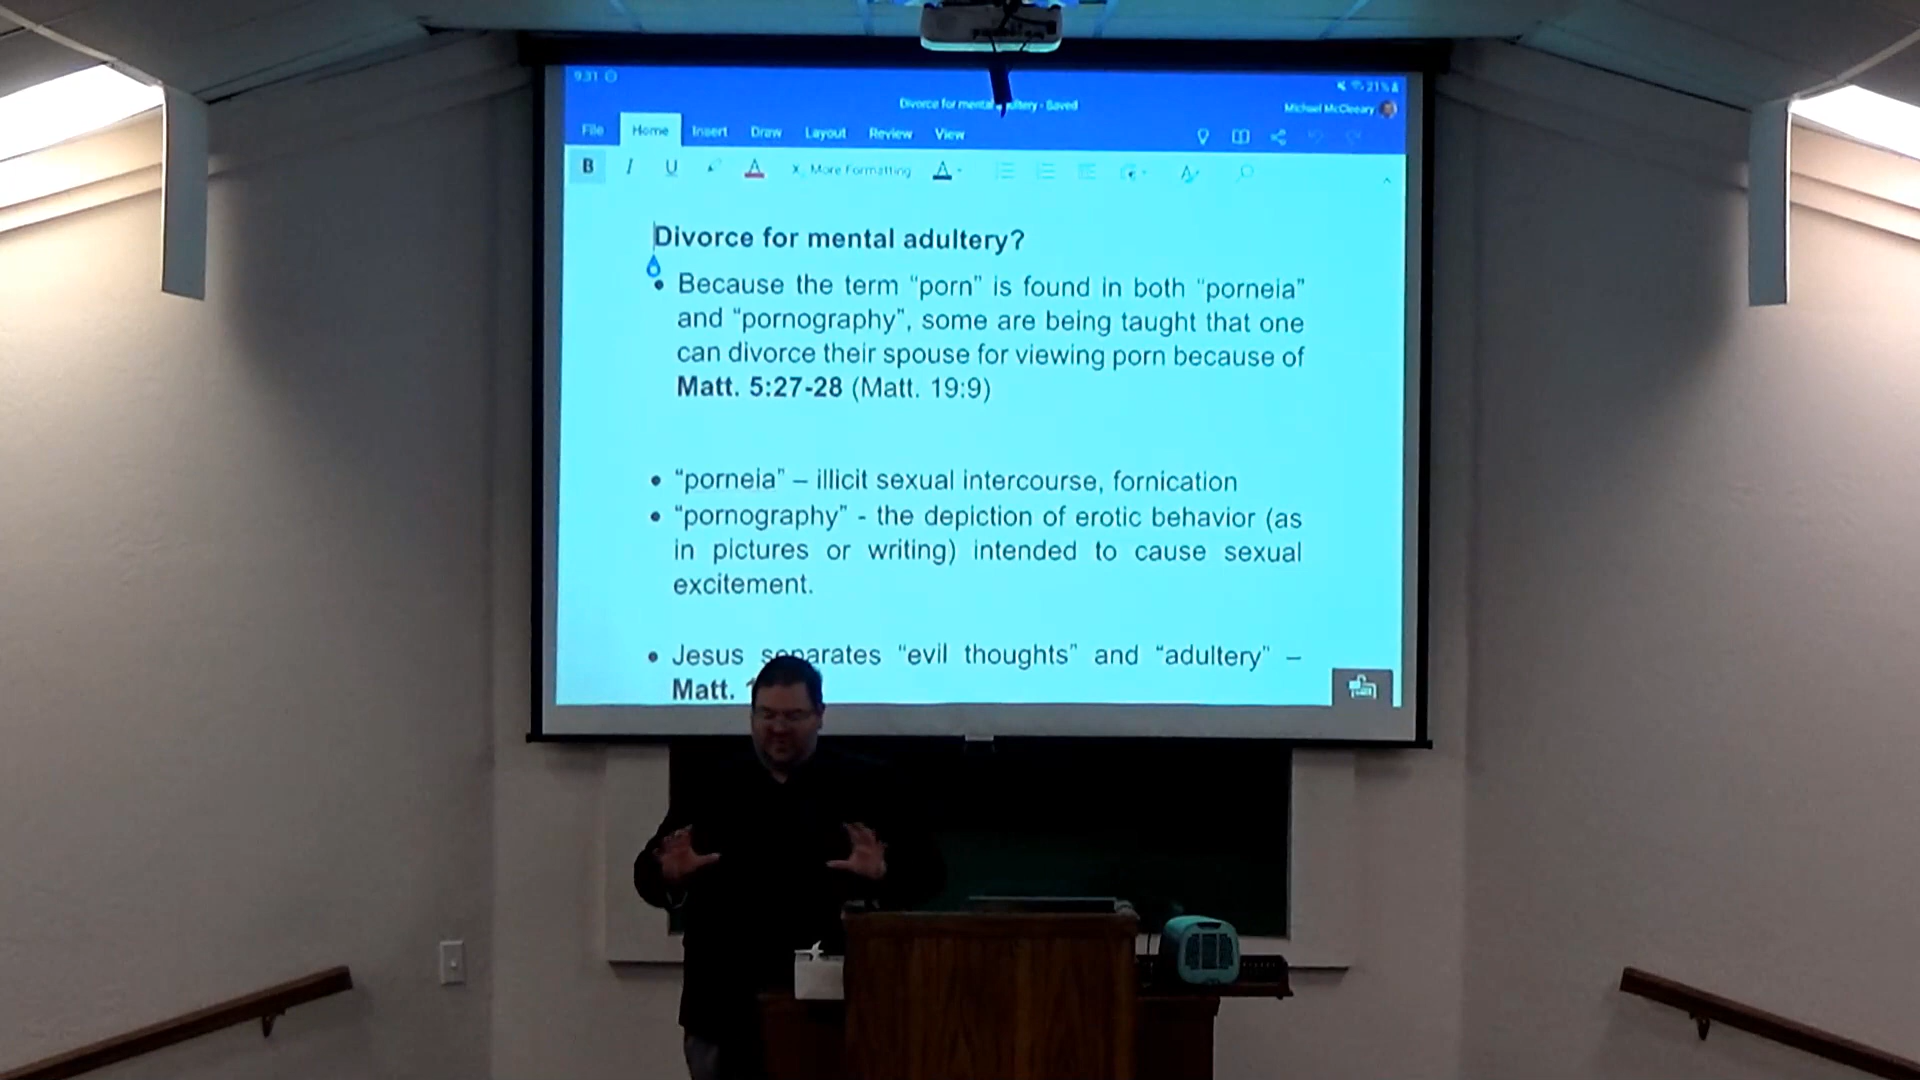 9:31
21%
Divorce for mental adultery - Saved
Michael McCleary
File Home Insert Draw Layout Review View
B I U A More Formatting A
Divorce for mental adultery?
• Because the term “porn” is found in both “porneia”
and “pornography”, some are being taught that one
can divorce their spouse for viewing porn because of
Matt. 5:27-28 (Matt. 19:9)
• “porneia” – illicit sexual intercourse, fornication
• “pornography” - the depiction of erotic behavior (as
in pictures or writing) intended to cause sexual
excitement.
• Jesus separates “evil thoughts” and “adultery” –
Matt.